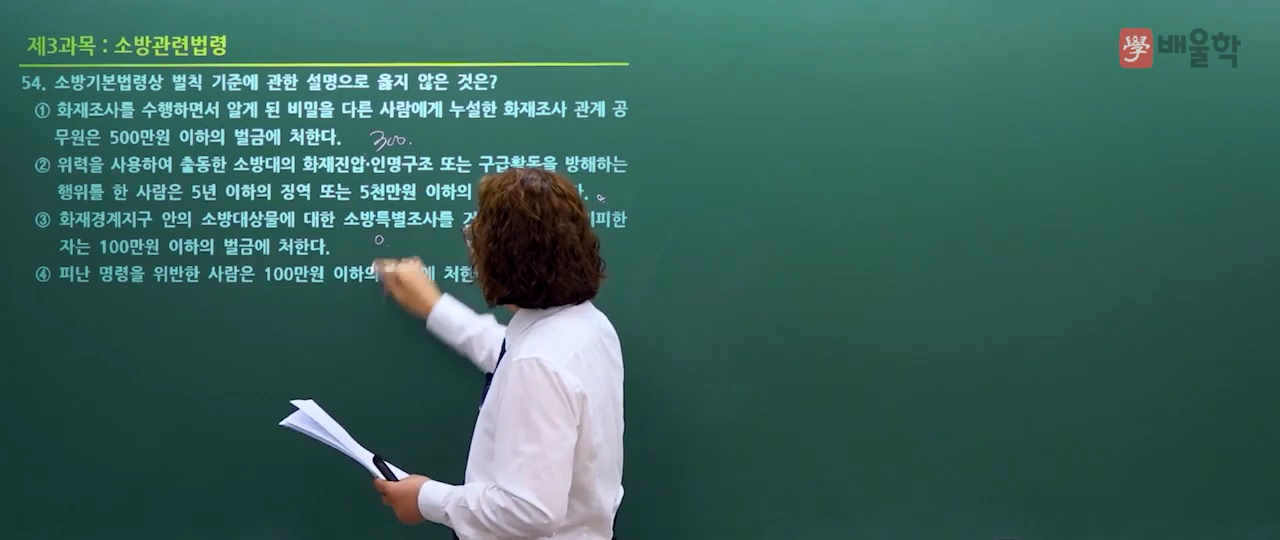 제3과목 : 소방관련법령
學 배울학
54. 소방기본법령상 벌칙 기준에 관한 설명으로 옳지 않은 것은?
① 화재조사를 수행하면서 알게 된 비밀을 다른 사람에게 누설한 화재조사 관계 공
무원은 500만원 이하의 벌금에 처한다. 300.
② 위력을 사용하여 출동한 소방대의 화재진압·인명구조 또는 구급활동을 방해하는
행위를 한 사람은 5년 이하의 징역 또는 5천만원 이하의
③ 화재경계지구 안의 소방대상물에 대한 소방특별조사를
자는 100만원 이하의 벌금에 처한다.
④ 피난 명령을 위반한 사람은 100만원 이하의